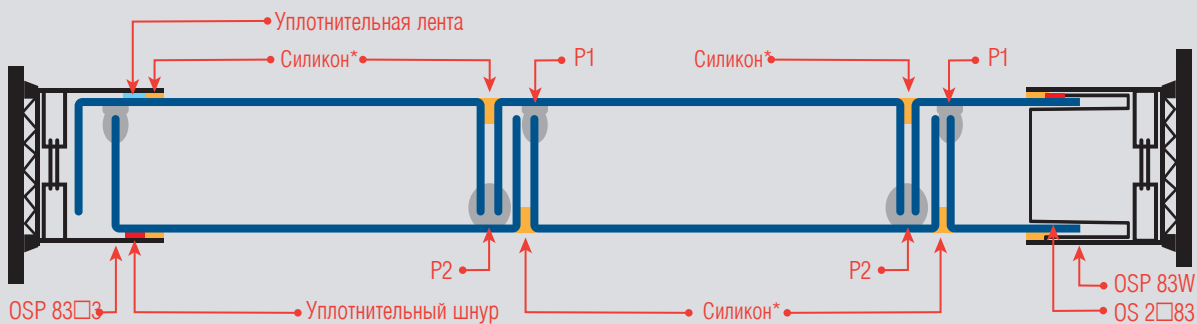 Уплотнительная лента
Силикон*
P1
Силикон*
P1
P2
P2
OSP 83W
OSP 83□3
Уплотнительный шнур
Силикон*
OS 2□83